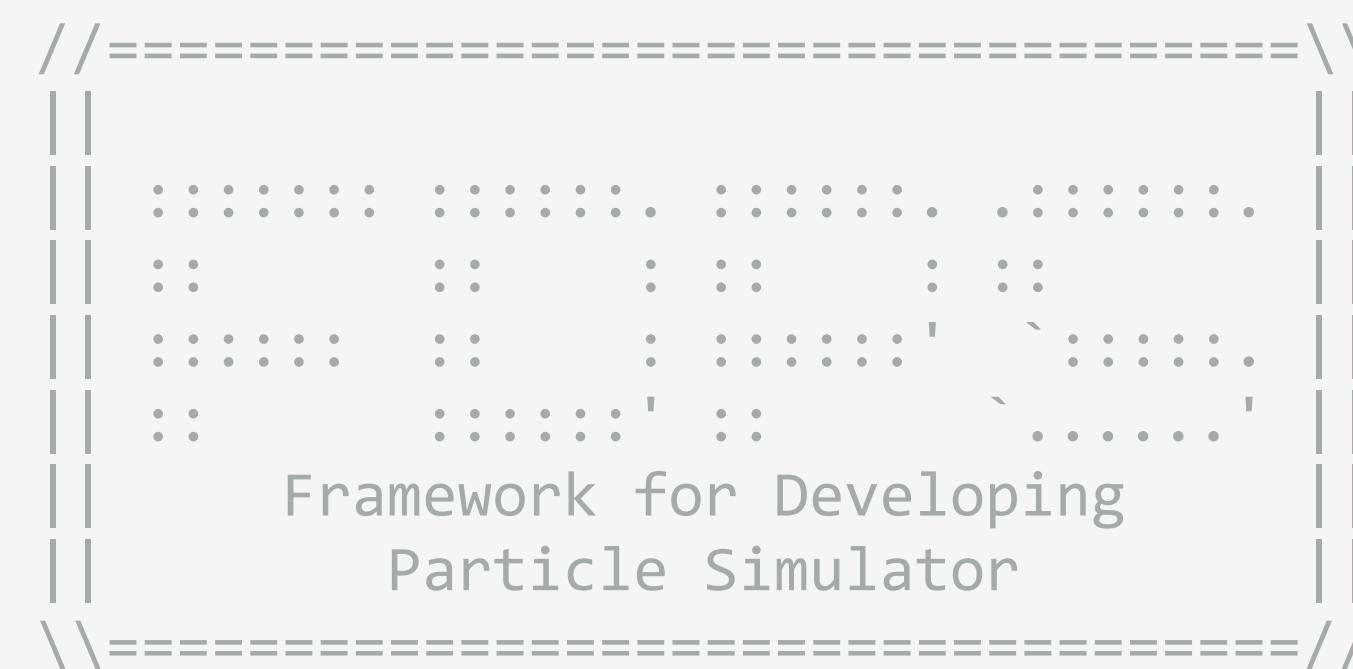 //==================================\\
||                                  ||
||  ::::::: ::::::. ::::::. .::::::. ||
||  ::      ::    : ::    : ::       ||
||  ::::::  ::    : ::::::'  `:::::. ||
||  ::      ::::::' ::      `......' ||
||     Framework for Developing     ||
||        Particle Simulator        ||
\\==================================//